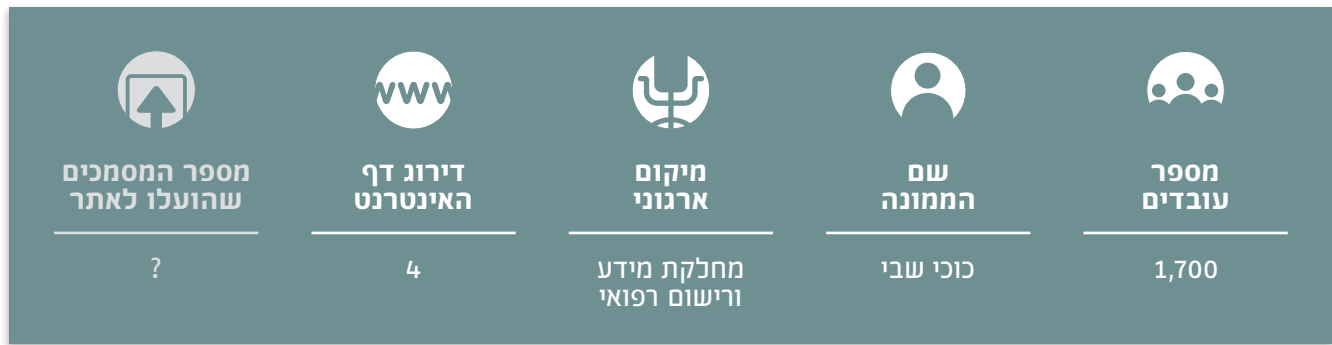 מספר
עובדים
1,700
שם
הממונה
כוכי שבי
מיקום
ארגוני
מחלקת מידע
ורישום רפואי
www
דירוג דף
האינטרנט
4
מספר המסמכים
שהועלו לאתר
?